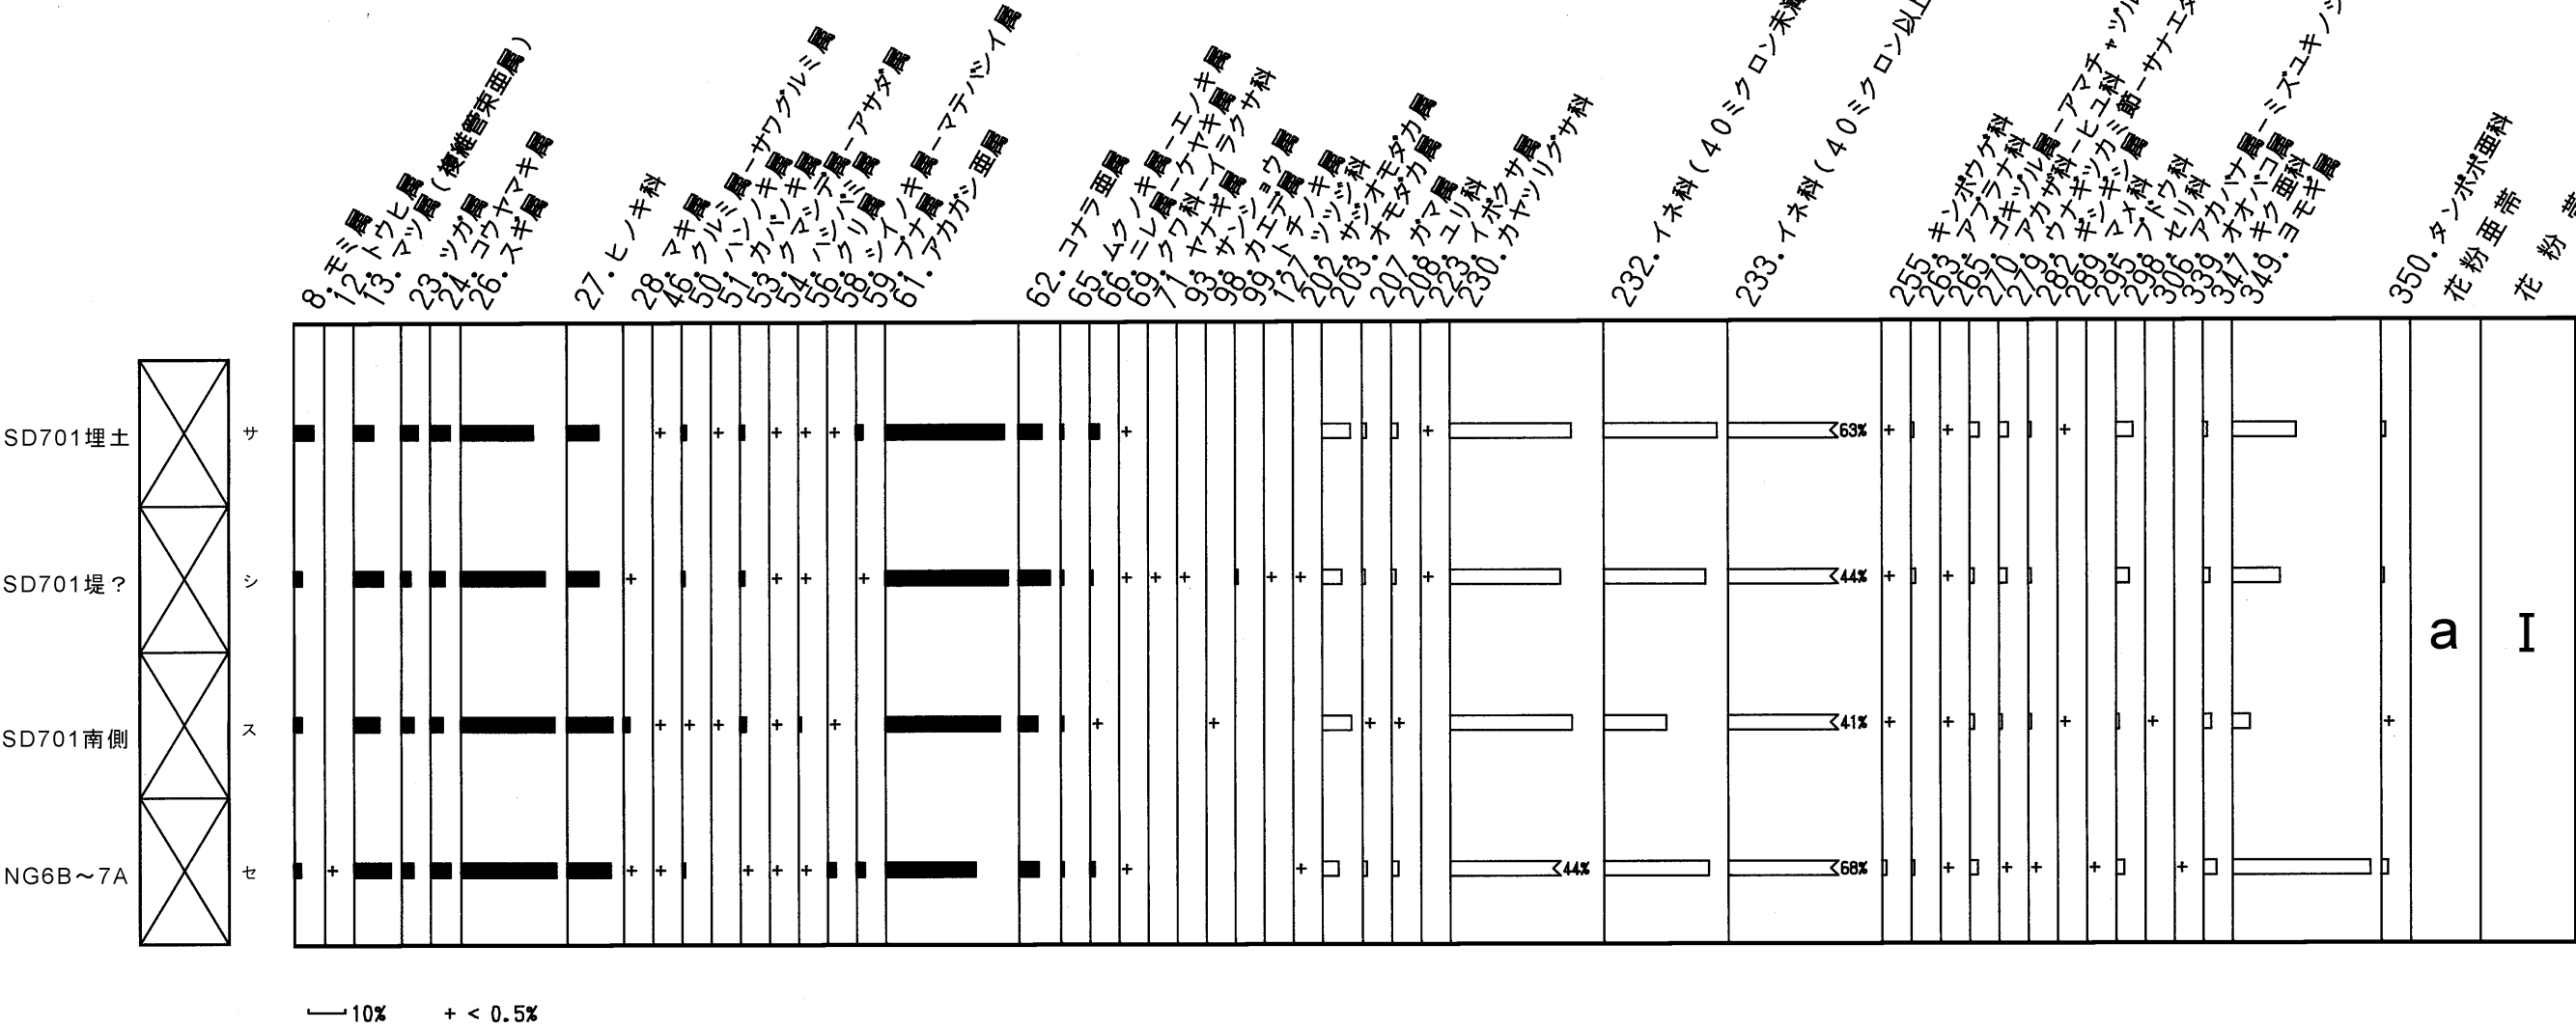 8. モミ属
12. トウヒ属
13. マツ属(複維管束亜属)
23. ツガ属
24. コウヤマキ属
26. スギ属
27. ヒノキ科
28. マキ属
46. クルミ属ーサワグルミ属
50. ハンノキ属
51. カバノキ属
53. クマシデ属ーアサダ属
54. ハシバミ属
56. クリ属
58. シイノキ属ーマテバシイ属
59. ブナ属
61. アカガシ亜属
62. コナラ亜属
65. ムクノキ属ーエノキ属
66. ニレ属ーケヤキ属
69. クワ科ーイラクサ科
71. ヤナギ属
93. サンショウ属
98. カエデ属
99. トチノキ属
127. ツツジ科
202. サジオモダカ属
203. オモダカ属
207. ガマ属
208. ユリ科
223. イボクサ属
230. カヤツリグサ科
232. イネ科(40ミクロン未満
233. イネ科(40ミクロン以上
255. キンポウゲ科
263. アブラナ科
265. ゴキヅル属ーアマチャヅル
270. アカザ科ーヒユ科
279. ウナギツカミ節ーサナエタ
282. ギシギシ属
289. マメ科
295. ブドウ科
298. セリ科
306. アカバナ属ーミズユキノシ
339. オオバコ属
347. キク亜科
349. ヨモギ属
350. タンポポ亜科
花粉亜帯
花粉帯
SD701埋土 サ + + + + + + + 63% + + +
SD701堤? シ + + + + + + + + + + 44% + +
a I
SD701南側 ス + + + + + + + + + 41% + + + + +
NG6B～7A セ + + + + + + + + 44% 68% + + + + +
10% + < 0.5%